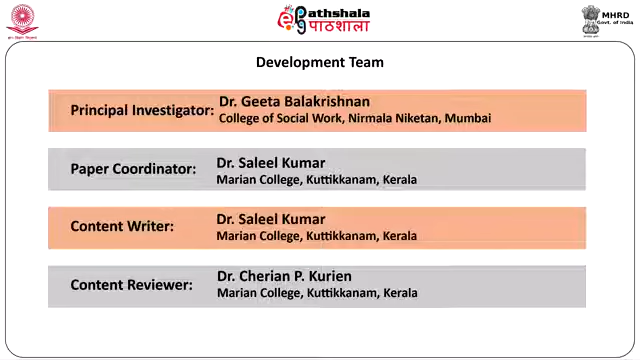 Pathshala
पाठशाला
MHRD
Govt. of India
Development Team
Principal Investigator:
Dr. Geeta Balakrishnan
College of Social Work, Nirmala Niketan, Mumbai
Paper Coordinator:
Dr. Saleel Kumar
Marian College, Kuttikkanam, Kerala
Content Writer:
Dr. Saleel Kumar
Marian College, Kuttikkanam, Kerala
Content Reviewer:
Dr. Cherian P. Kurien
Marian College, Kuttikkanam, Kerala